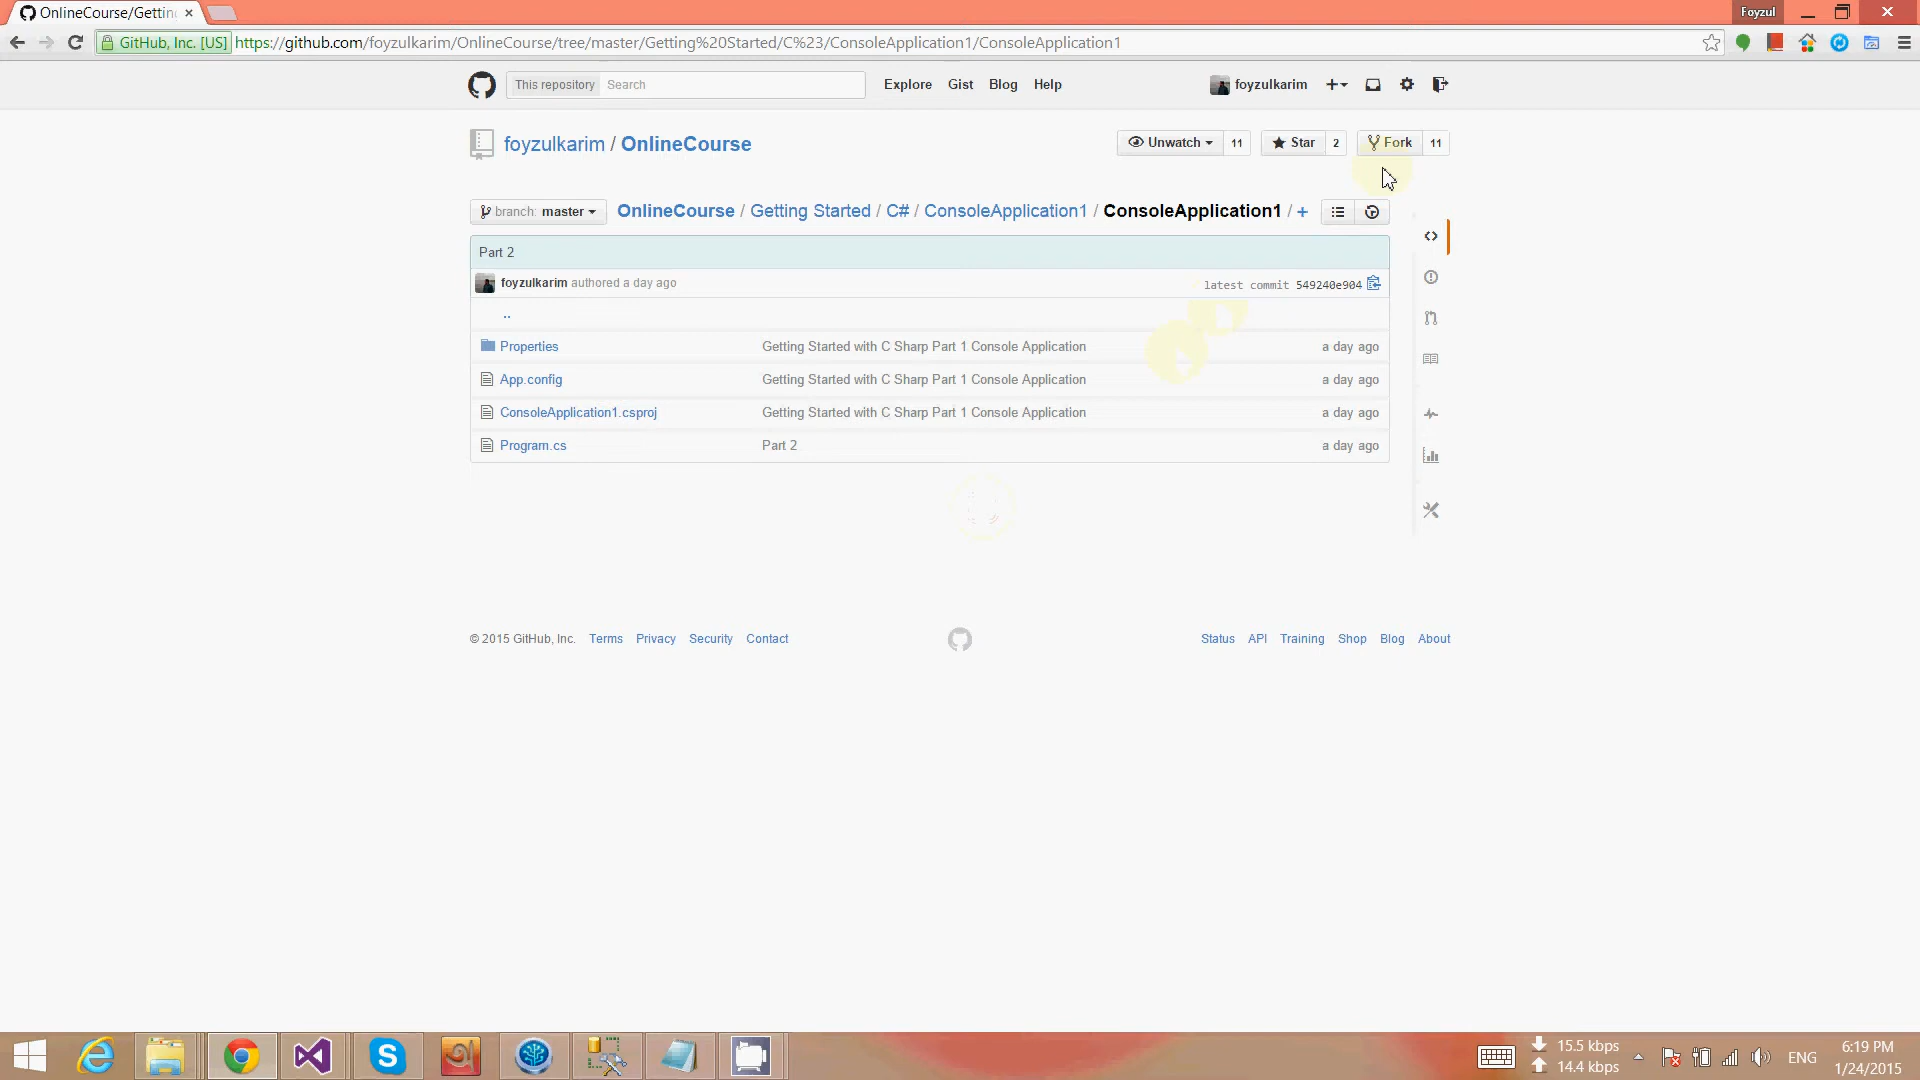 OnlineCourse/Gettin
Foyzul
GitHub, Inc. [US] https://github.com/foyzulkarim/OnlineCourse/tree/master/Getting%20Started/C%23/ConsoleApplication1/ConsoleApplication1
This repository Search Explore Gist Blog Help foyzulkarim
foyzulkarim / OnlineCourse Unwatch 11 Star 2 Fork 11
branch: master OnlineCourse / Getting Started / C# / ConsoleApplication1 / ConsoleApplication1 / +
Part 2
foyzulkarim authored a day ago latest commit 549240e904
..
Properties Getting Started with C Sharp Part 1 Console Application a day ago
App.config Getting Started with C Sharp Part 1 Console Application a day ago
ConsoleApplication1.csproj Getting Started with C Sharp Part 1 Console Application a day ago
Program.cs Part 2 a day ago
© 2015 GitHub, Inc. Terms Privacy Security Contact Status API Training Shop Blog About
15.5 kbps
14.4 kbps
ENG
6:19 PM
1/24/2015